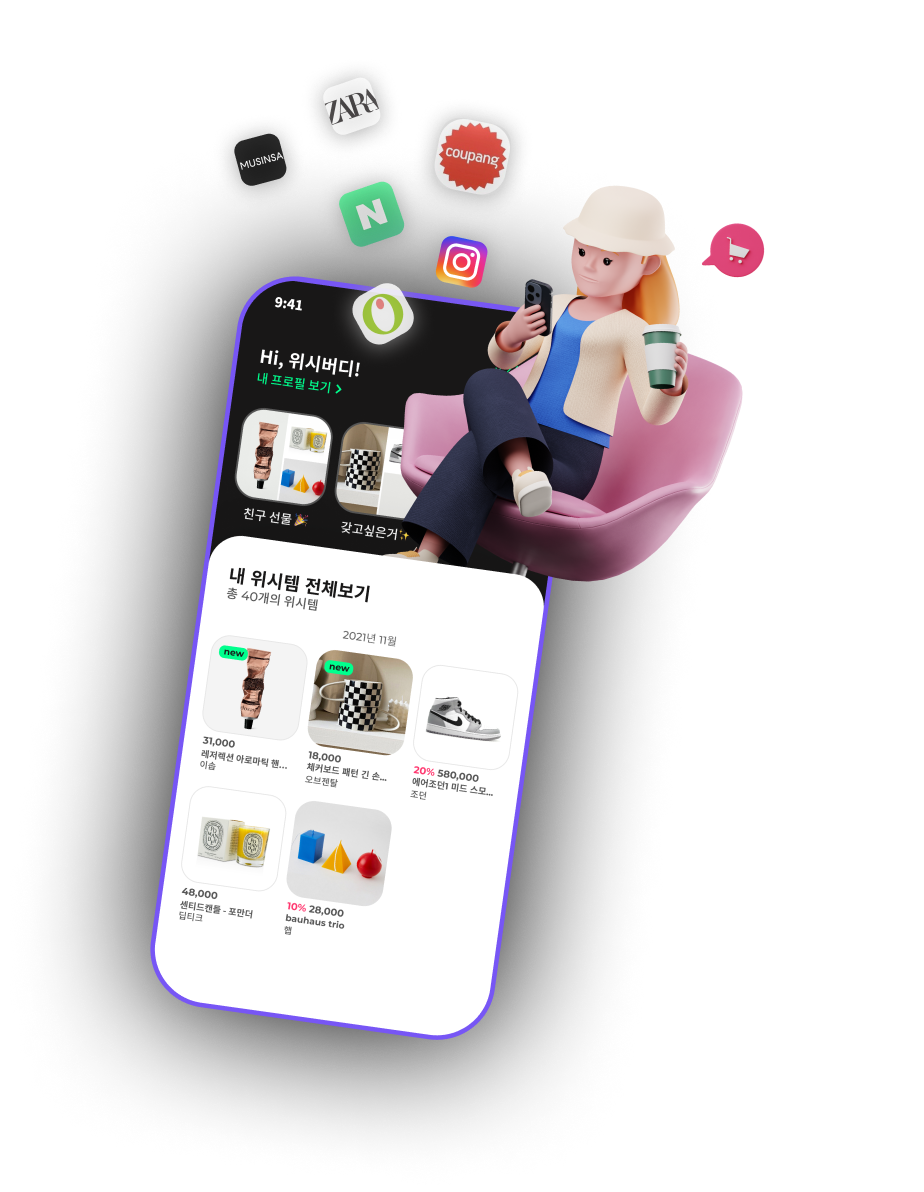 ZARA
MUSINSA
coupang
N
9:41
Hi, 위시버디!
내 프로필 보기 >
친구 선물🎉
갖고싶은거✨
내 위시템 전체보기
총 40개의 위시템
2021년 11월
new
new
31,000
레저렉션 아로마틱 핸...
이솝
18,000
체커보드 패턴 긴 손...
오브젠탈
20% 580,000
에어조던1 미드 스모...
조던
48,000
센티드캔들 - 포만더
딥티크
10% 28,000
bauhaus trio
햅